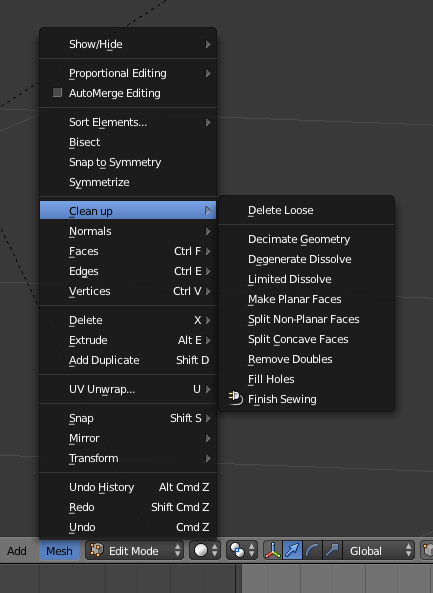 Show/Hide
Proportional Editing
AutoMerge Editing
Sort Elements...
Bisect
Snap to Symmetry
Symmetrize
Clean up
Normals
Faces Ctrl F
Edges Ctrl E
Vertices Ctrl V
Delete X
Extrude Alt E
Add Duplicate Shift D
UV Unwrap... U
Snap Shift S
Mirror
Transform
Undo History Alt Cmd Z
Redo Shift Cmd Z
Undo Cmd Z
Delete Loose
Decimate Geometry
Degenerate Dissolve
Limited Dissolve
Make Planar Faces
Split Non-Planar Faces
Split Concave Faces
Remove Doubles
Fill Holes
Finish Sewing
Add Mesh Edit Mode Global